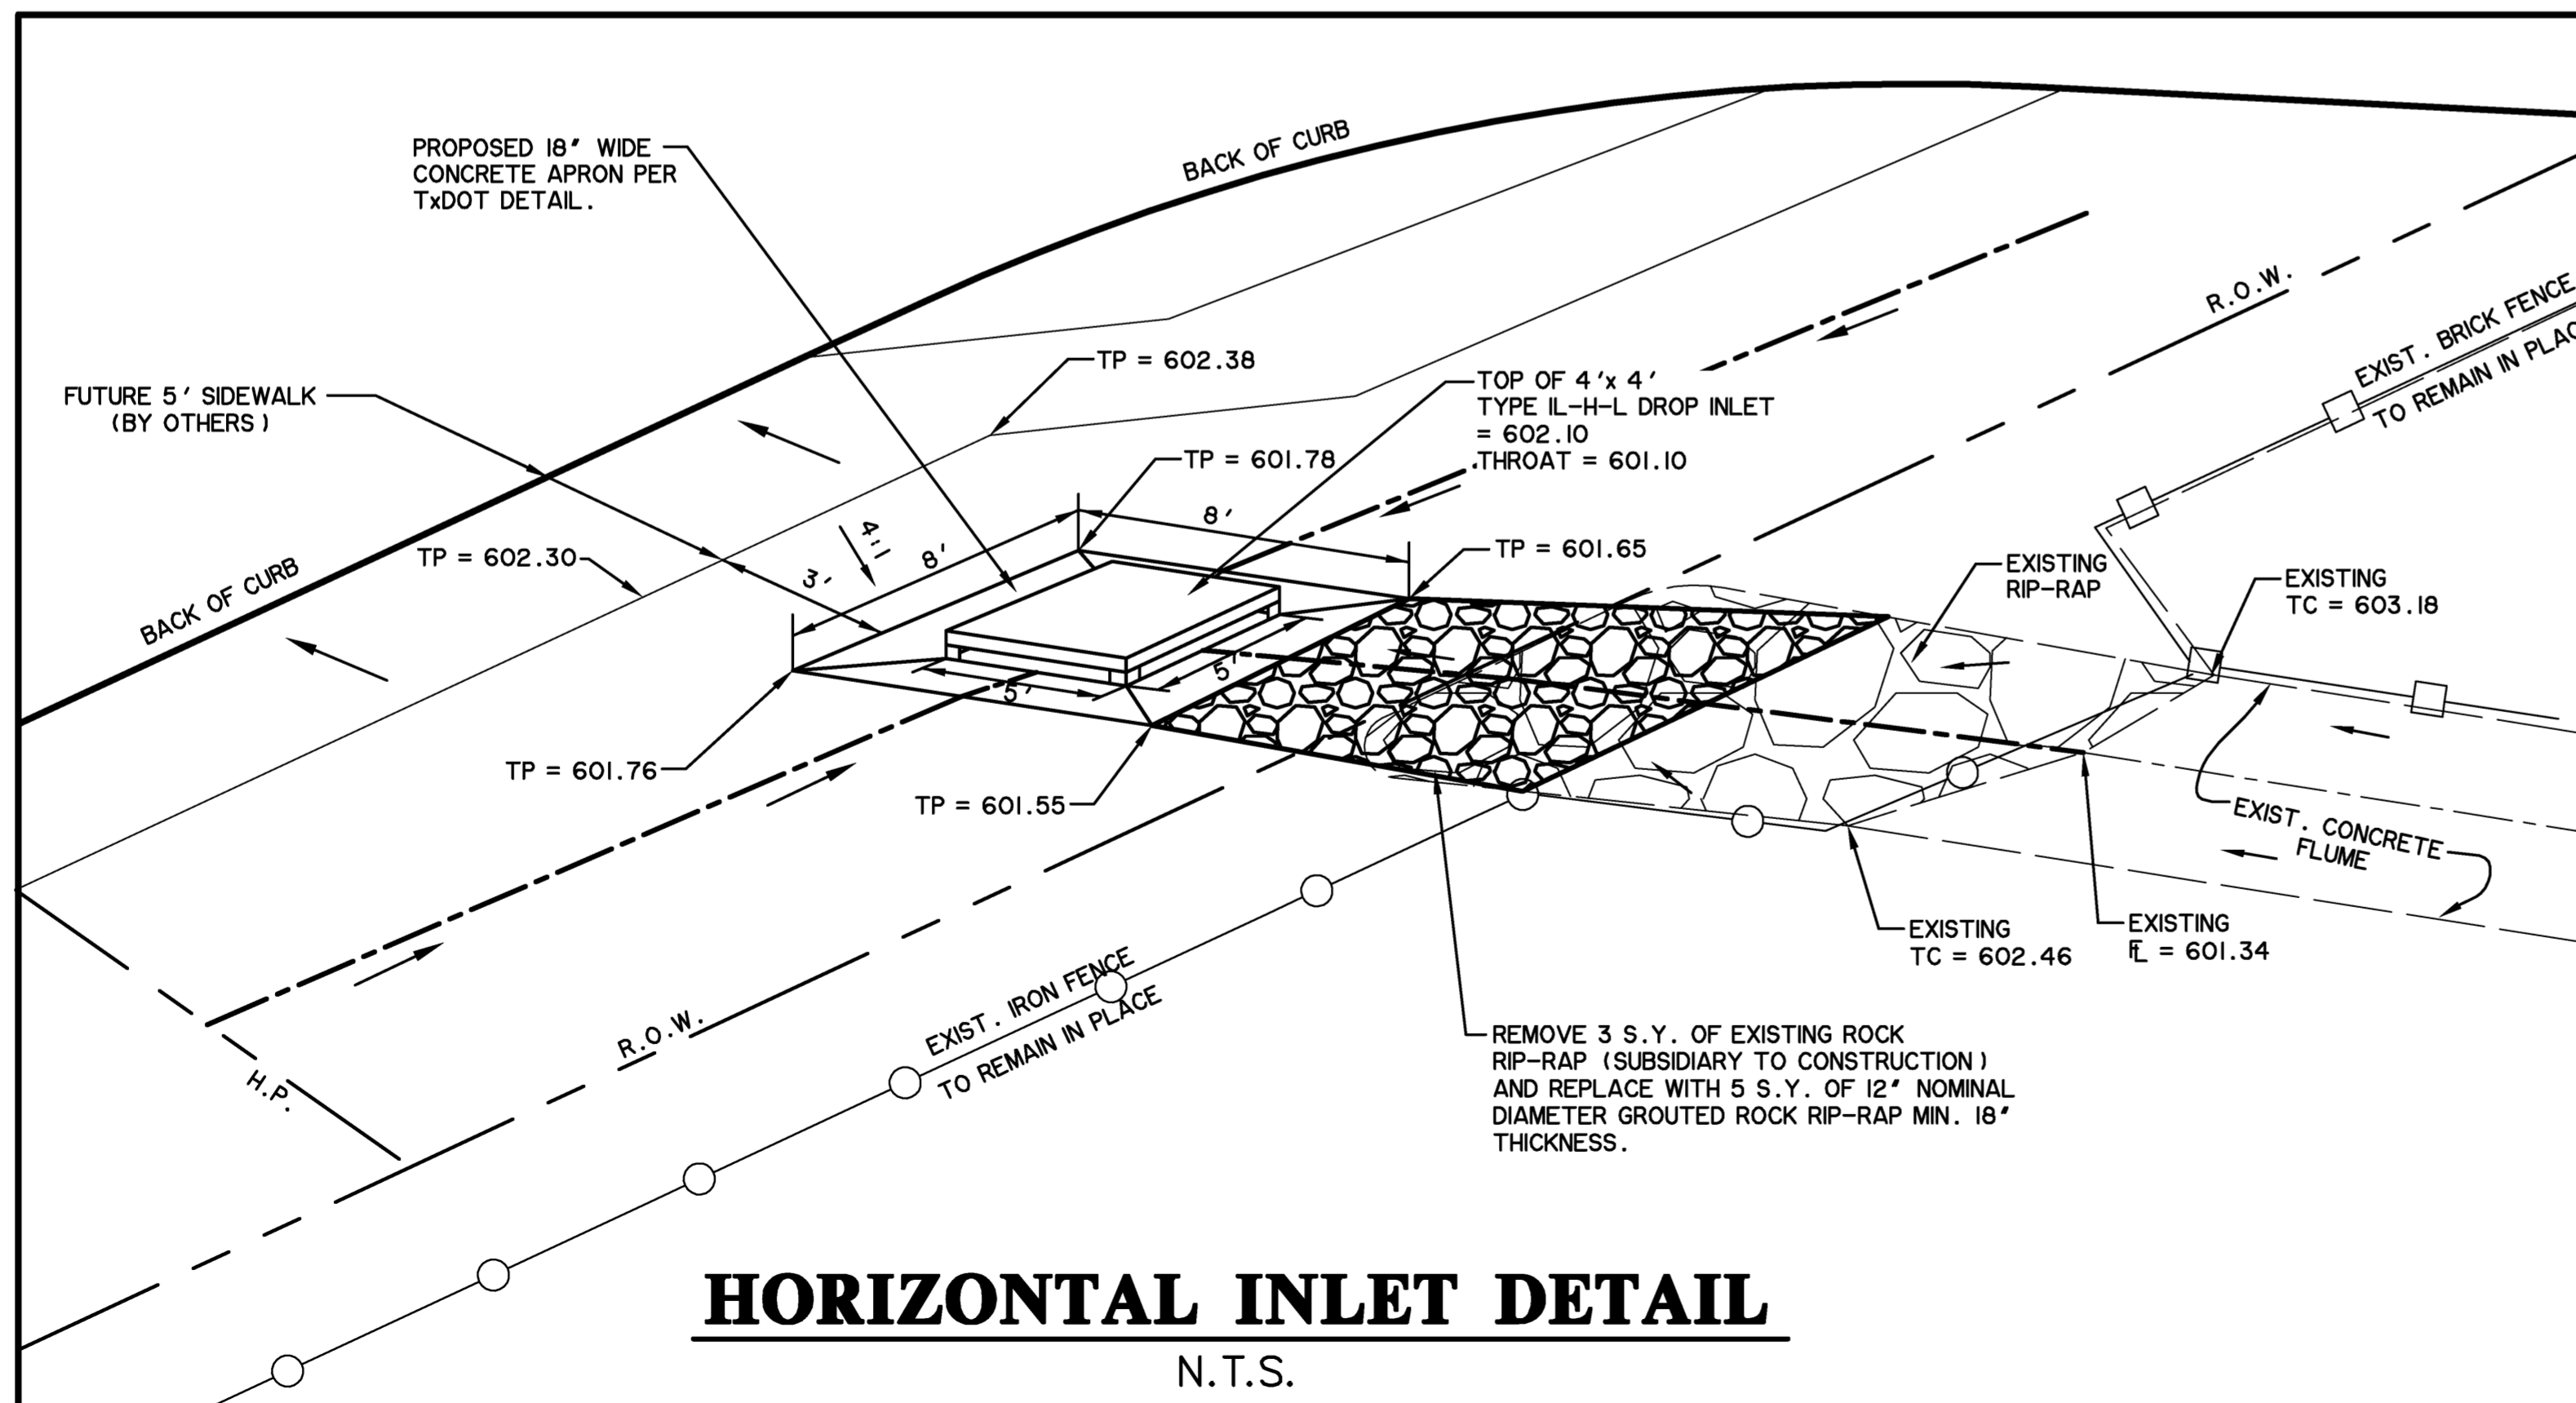 PROPOSED 18" WIDE
CONCRETE APRON PER
TxDOT DETAIL.
BACK OF CURB
FUTURE 5' SIDEWALK
(BY OTHERS)
TP = 602.38
TOP OF 4'x 4'
TYPE IL-H-L DROP INLET
= 602.10
THROAT = 601.10
R.O.W.
EXIST. BRICK FENCE
TO REMAIN IN PLAC
TP = 601.78
8'
TP = 602.30
4:1
8'
3'
TP = 601.65
EXISTING
RIP-RAP
EXISTING
TC = 603.18
BACK OF CURB
5'
5'
TP = 601.76
TP = 601.55
EXIST. CONCRETE
FLUME
EXISTING
TC = 602.46
EXISTING
FL = 601.34
R.O.W.
H.P.
EXIST. IRON FENCE
TO REMAIN IN PLACE
REMOVE 3 S.Y. OF EXISTING ROCK
RIP-RAP (SUBSIDIARY TO CONSTRUCTION)
AND REPLACE WITH 5 S.Y. OF 12" NOMINAL
DIAMETER GROUTED ROCK RIP-RAP MIN. 18"
THICKNESS.
HORIZONTAL INLET DETAIL
N.T.S.